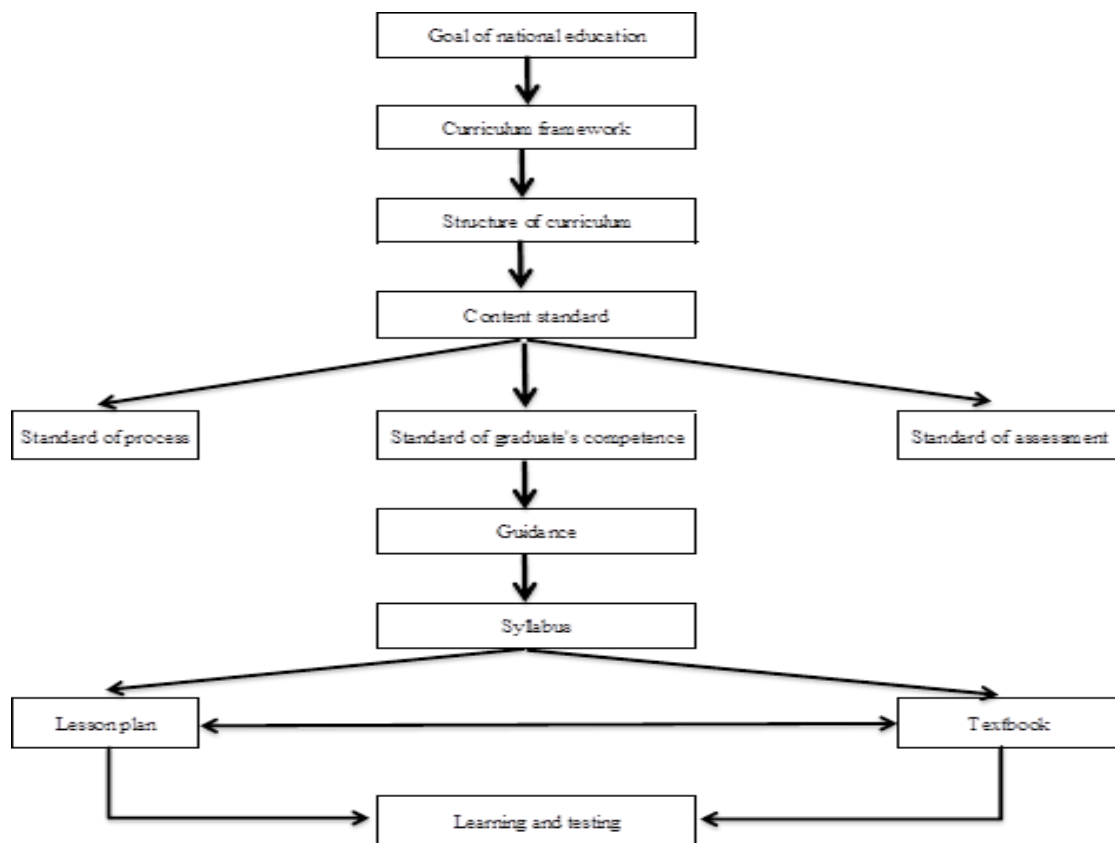 Goal of national education
Curriculum framework
Structure of curriculum
Content standard
Standard of process
Standard of graduate's competence
Standard of assessment
Guidance
Syllabus
Lesson plan
Textbook
Learning and testing